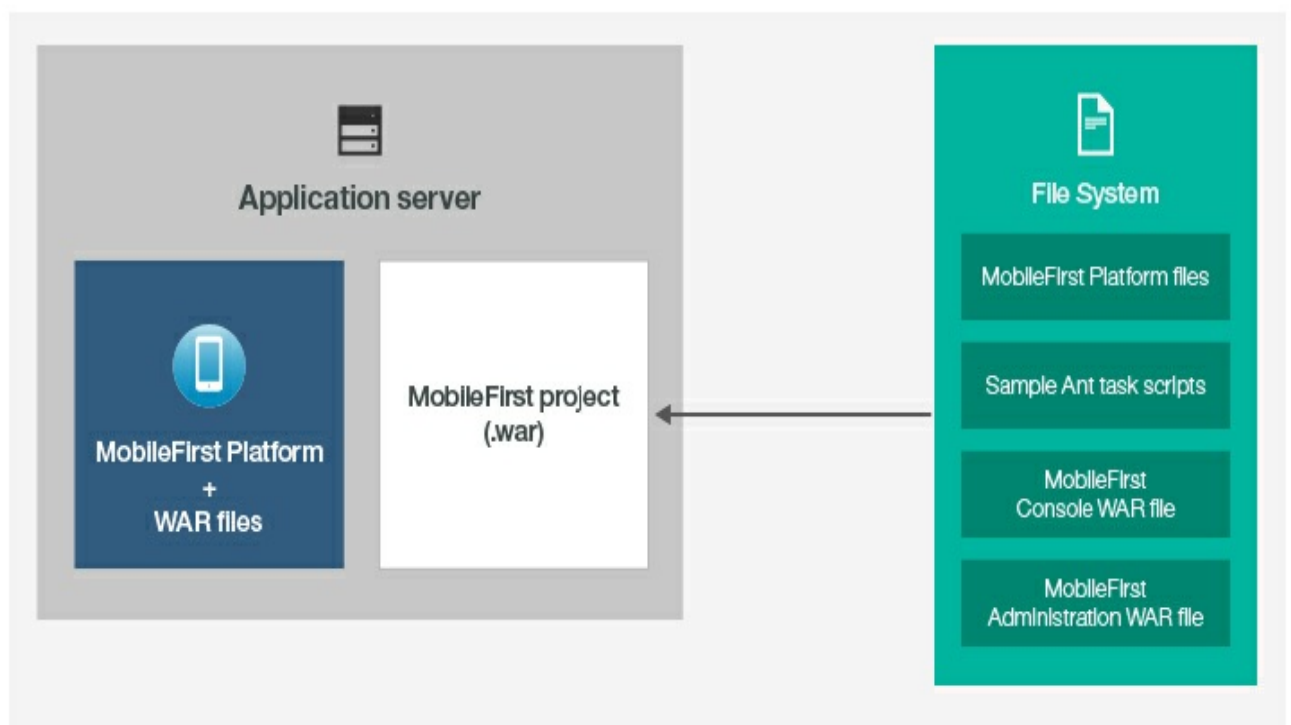 Application server
MobileFirst Platform
+
WAR files
MobileFirst project
(.war)
File System
MobileFirst Platform files
Sample Ant task scripts
MobileFirst
Console WAR file
MobileFirst
Administration WAR file